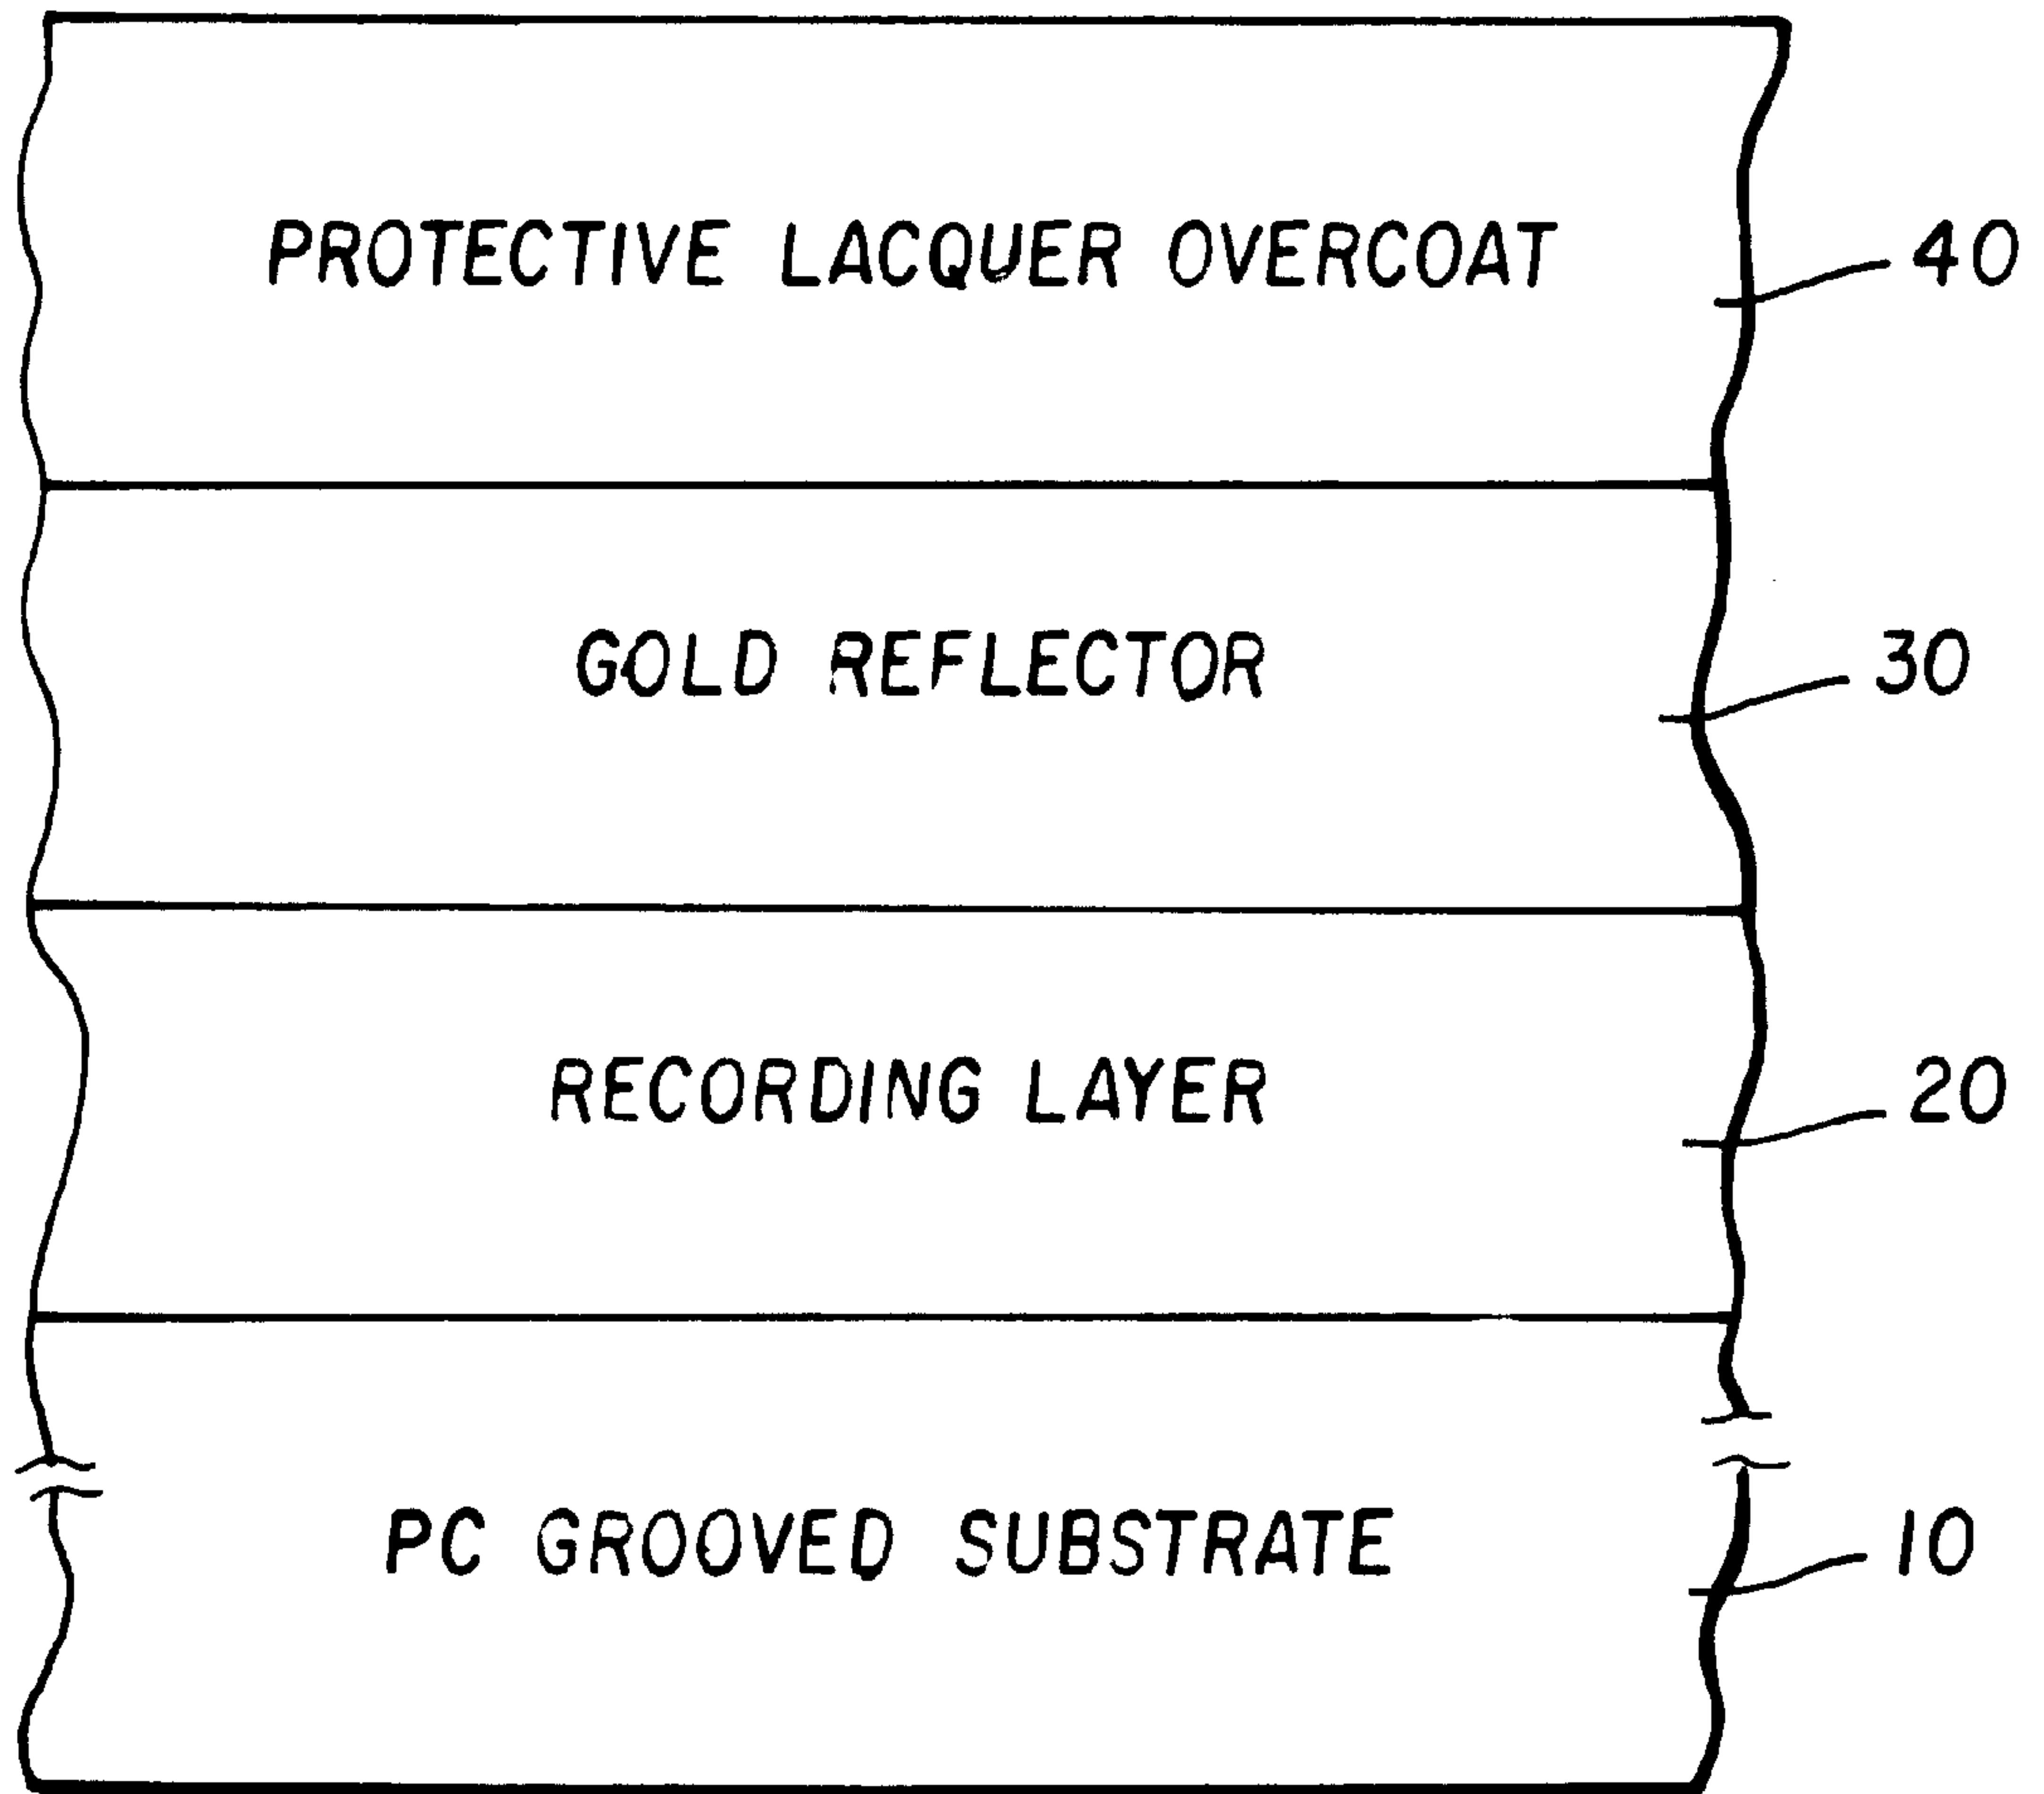 PROTECTIVE LACQUER OVERCOAT
40
GOLD REFLECTOR
30
RECORDING LAYER
20
PC GROOVED SUBSTRATE
10